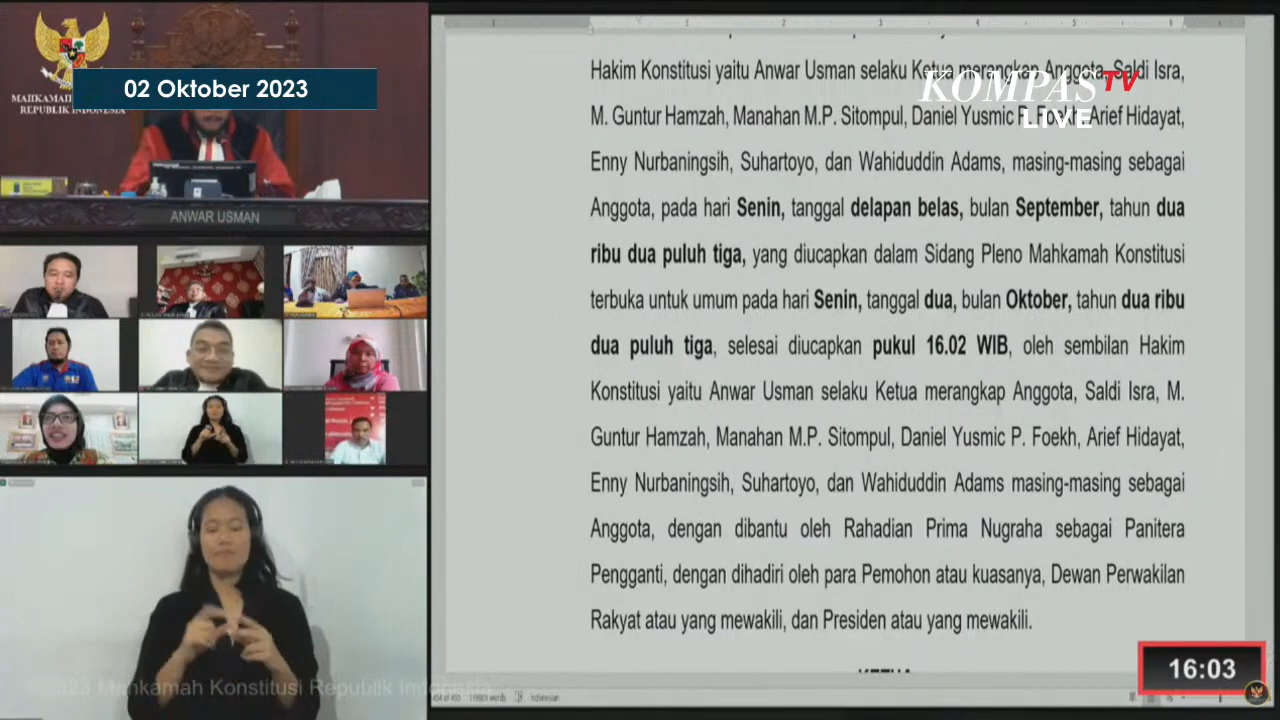 02 Oktober 2023
REPUBLIK INDONESIA
ANWAR USMAN
KOMPAS TV
LIVE
Hakim Konstitusi yaitu Anwar Usman selaku Ketua merangkap Anggota, Saldi Isra,
M. Guntur Hamzah, Manahan M.P. Sitompul, Daniel Yusmic P. Foekh, Arief Hidayat,
Enny Nurbaningsih, Suhartoyo, dan Wahiduddin Adams, masing-masing sebagai
Anggota, pada hari Senin, tanggal delapan belas, bulan September, tahun dua
ribu dua puluh tiga, yang diucapkan dalam Sidang Pleno Mahkamah Konstitusi
terbuka untuk umum pada hari Senin, tanggal dua, bulan Oktober, tahun dua ribu
dua puluh tiga, selesai diucapkan pukul 16.02 WIB, oleh sembilan Hakim
Konstitusi yaitu Anwar Usman selaku Ketua merangkap Anggota, Saldi Isra, M.
Guntur Hamzah, Manahan M.P. Sitompul, Daniel Yusmic P. Foekh, Arief Hidayat,
Enny Nurbaningsih, Suhartoyo, dan Wahiduddin Adams masing-masing sebagai
Anggota, dengan dibantu oleh Rahadian Prima Nugraha sebagai Panitera
Pengganti, dengan dihadiri oleh para Pemohon atau kuasanya, Dewan Perwakilan
Rakyat atau yang mewakili, dan Presiden atau yang mewakili.
16:03
2023 Mahkamah Konstitusi Republik Indonesia